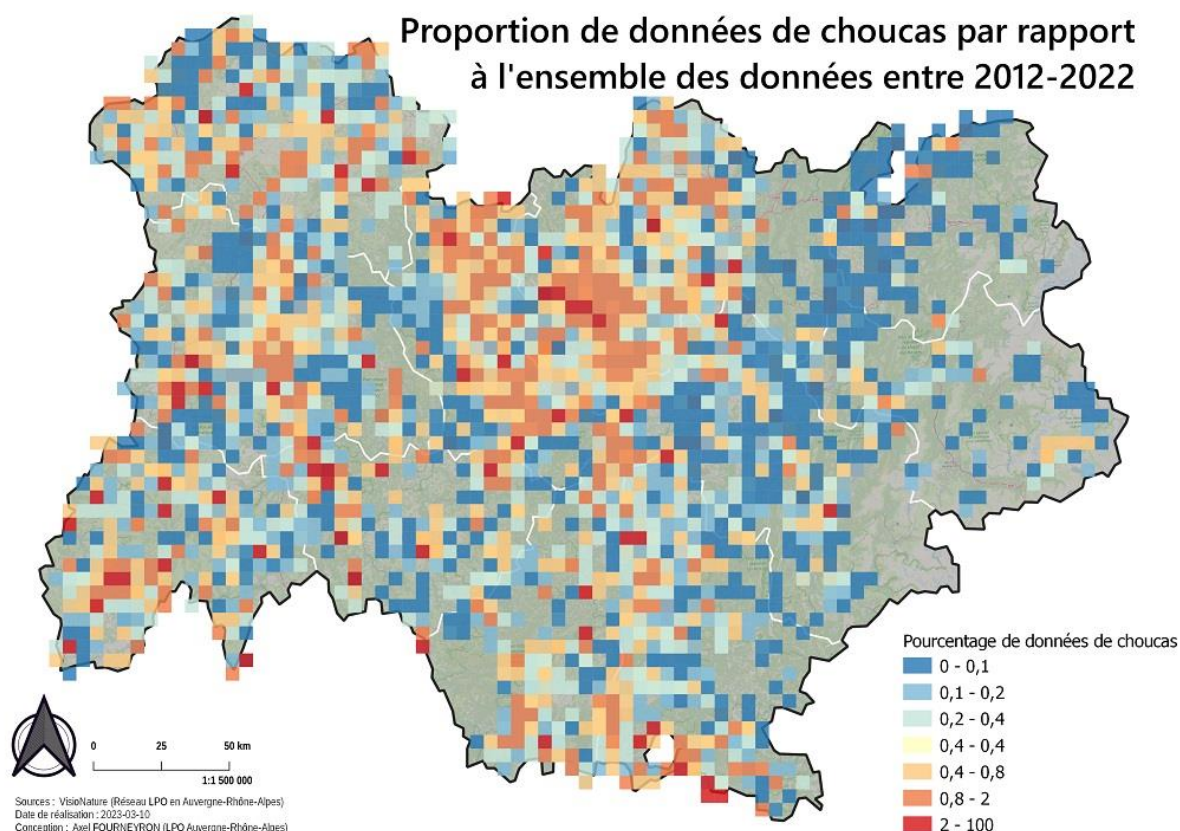 Proportion de données de choucas par rapport
à l'ensemble des données entre 2012-2022
Pourcentage de données de choucas
0 - 0,1
0,1 - 0,2
0,2 - 0,4
0,4 - 0,4
0,4 - 0,8
0,8 - 2
2 - 100
0 25 50 km
1:1 500 000
Sources : VisioNature (Réseau LPO en Auvergne-Rhône-Alpes)
Date de réalisation : 2023-03-10
Conception : Axel FOURNEYRON (LPO Auvergne-Rhône-Alpes)